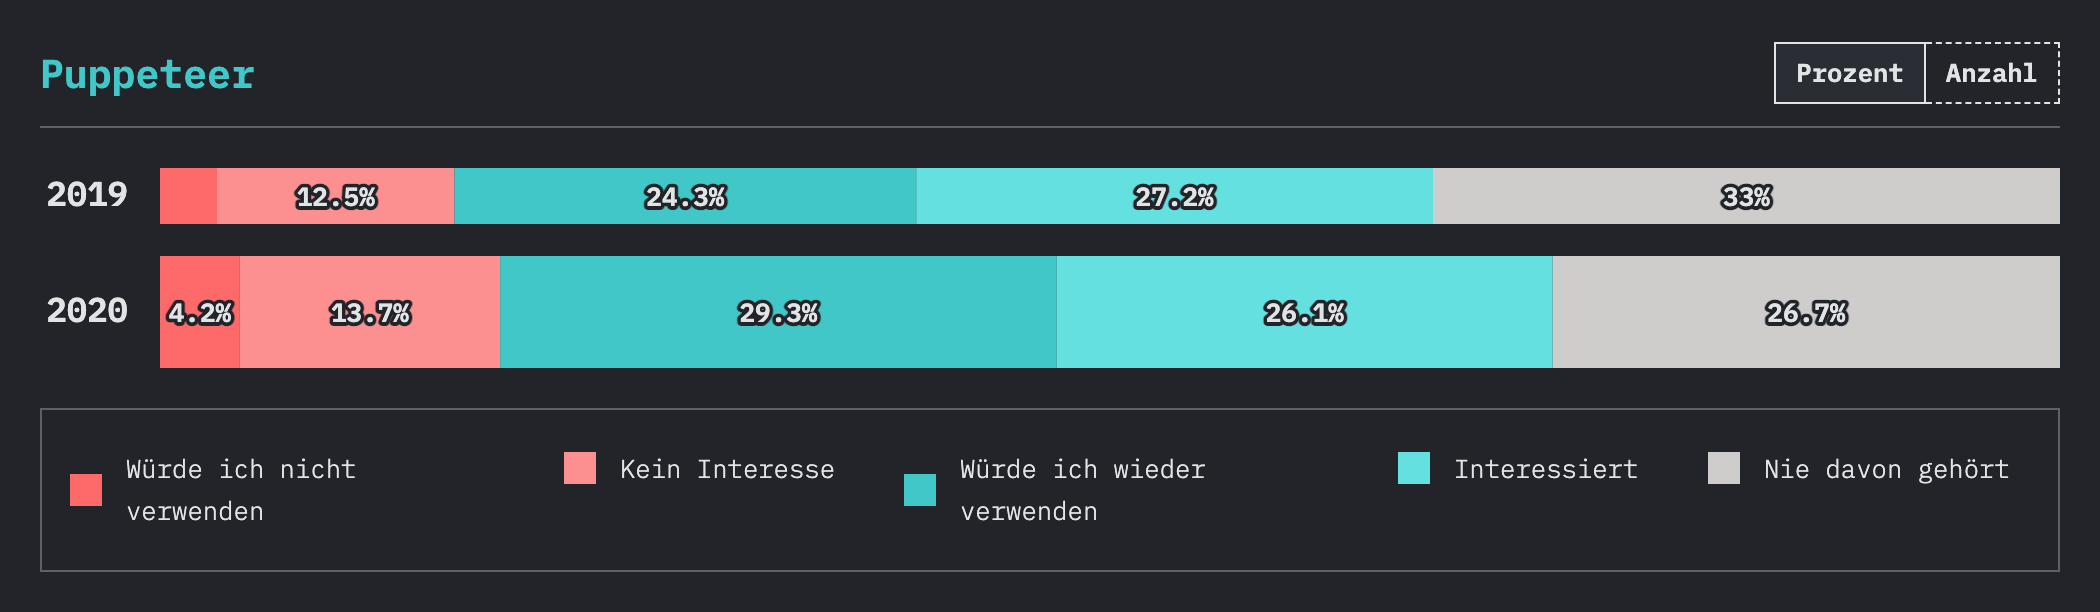 Puppeteer
Prozent Anzahl
2019 12.5% 24.3% 27.2% 33%
2020 4.2% 13.7% 29.3% 26.1% 26.7%
Würde ich nicht
verwenden
Kein Interesse
Würde ich wieder
verwenden
Interessiert
Nie davon gehört